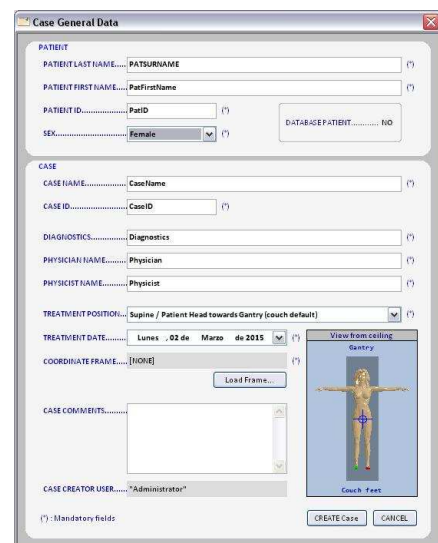 Case General Data
PATIENT
PATIENT LAST NAME..... PATSURNAME (*)
PATIENT FIRST NAME..... PatFirstName (*)
PATIENT ID.................. PatID (*)
DATABASE PATIENT............ NO
SEX............................. Female (*)
CASE
CASE NAME................. CaseName (*)
CASE ID........................ CaseID (*)
DIAGNOSTICS............... Diagnostics (*)
PHYSICIAN NAME......... Physician (*)
PHYSICIST NAME.......... Physicist (*)
TREATMENT POSITION... Supine / Patient Head towards Gantry (couch default) (*)
TREATMENT DATE......... Lunes , 02 de Marzo de 2015 (*)
View from ceiling
Gantry
COORDINATE FRAME..... [NONE] (*)
Load Frame...
CASE COMMENTS..........
CASE CREATOR USER...... "Administrator"
Couch feet
(*) : Mandatory fields
CREATE Case CANCEL